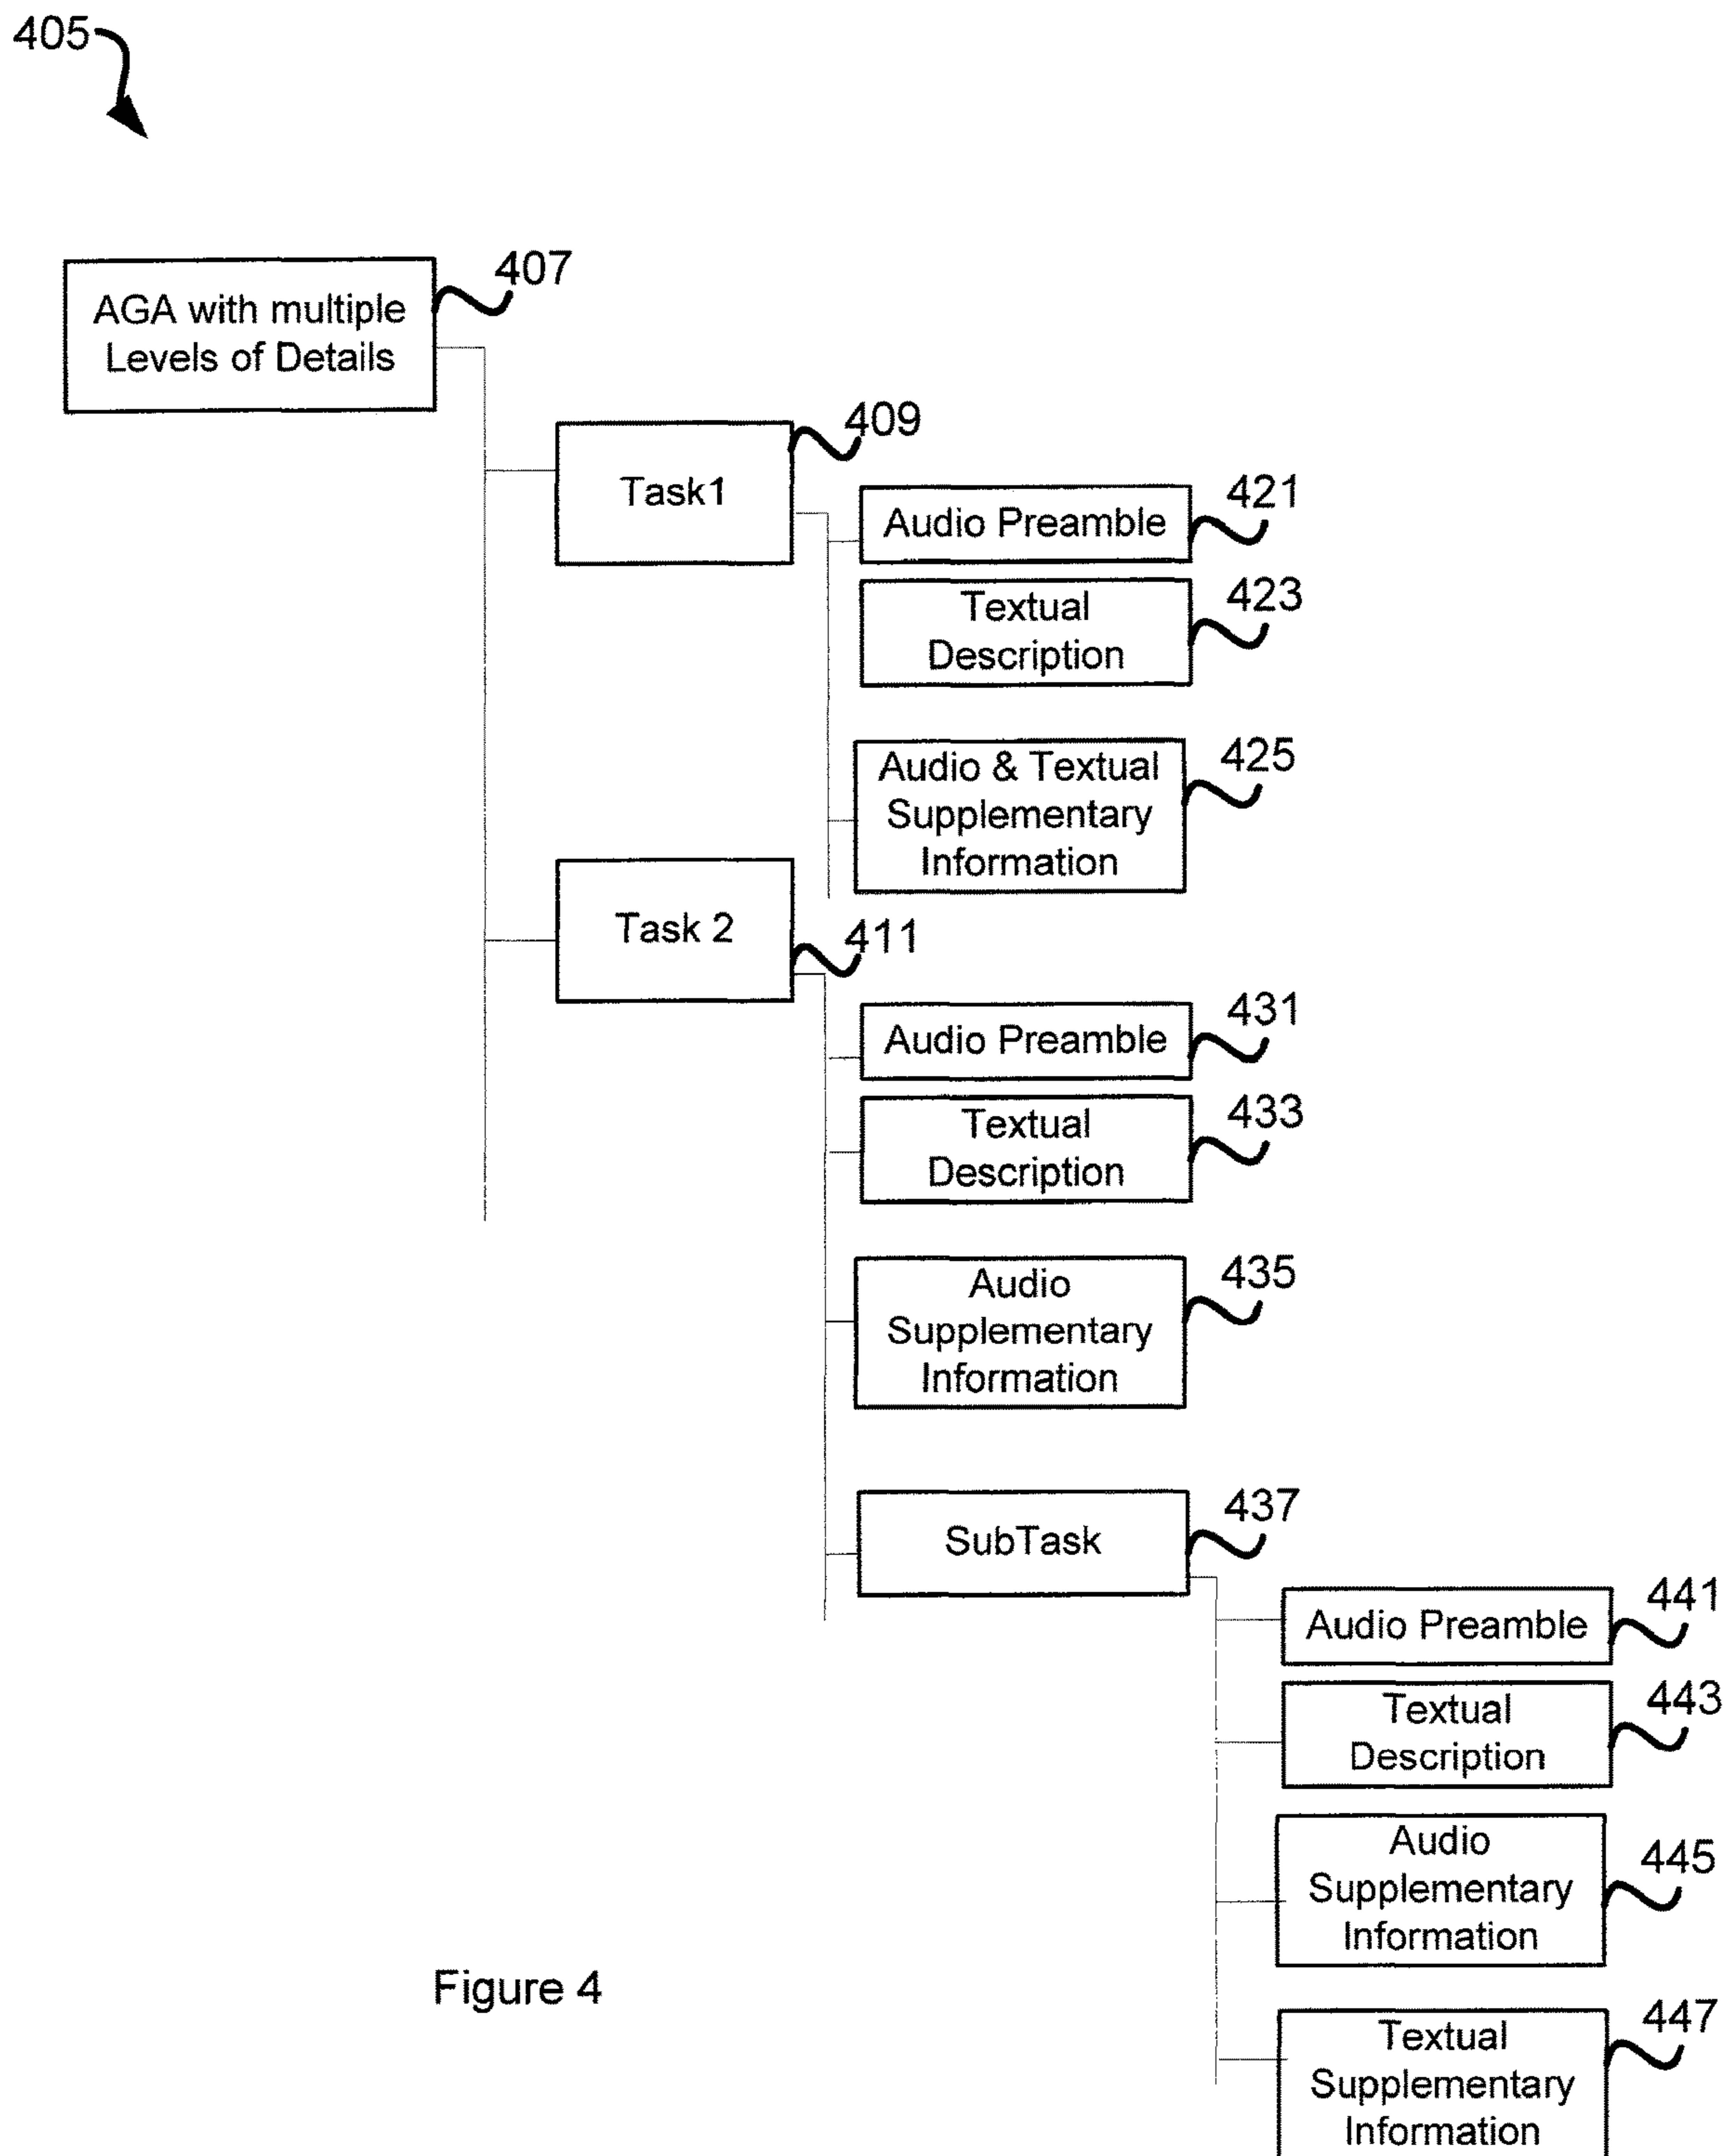 405
407
AGA with multiple
Levels of Details
409
Task1
421
Audio Preamble
423
Textual
Description
425
Audio & Textual
Supplementary
Information
Task 2
411
431
Audio Preamble
433
Textual
Description
435
Audio
Supplementary
Information
437
SubTask
441
Audio Preamble
443
Textual
Description
445
Audio
Supplementary
Information
Figure 4
447
Textual
Supplementary
Information